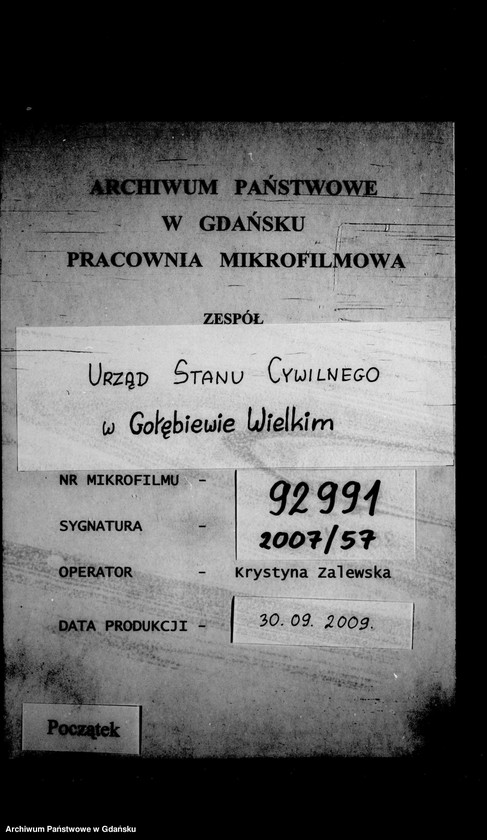 ARCHIWUM PAŃSTWOWE
W GDAŃSKU
PRACOWNIA MIKROFILMOWA
ZESPÓŁ
URZĄD STANU CYWILNEGO
w Gołębiewie Wielkim
NR MIKROFILMU - 92991
SYGNATURA - 2007/57
OPERATOR - Krystyna Zalewska
DATA PRODUKCJI - 30.09.2009.
Początek
Archiwum Państwowe w Gdańsku